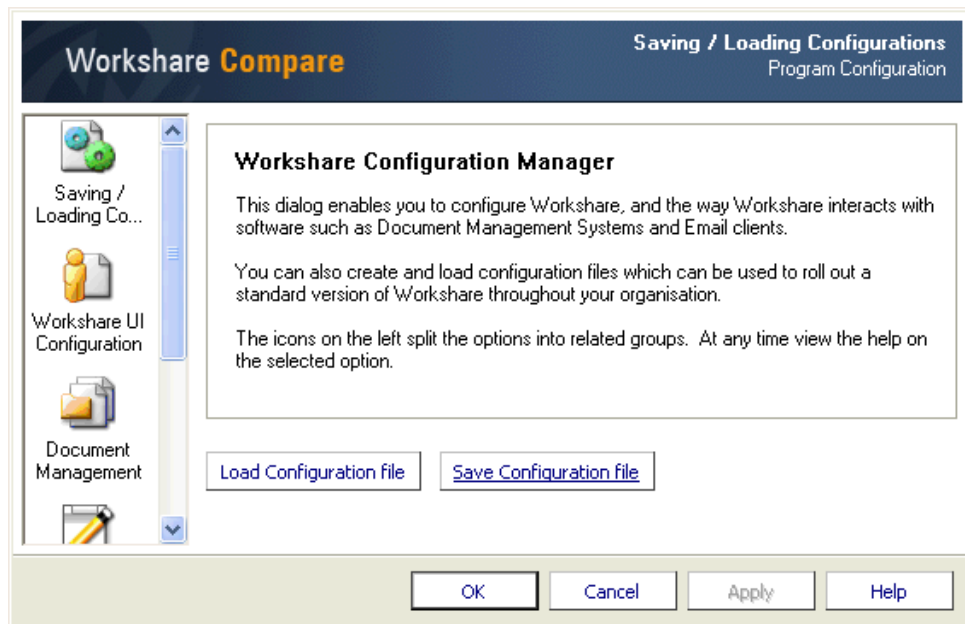 Workshare Compare
Saving / Loading Configurations
Program Configuration
Saving /
Loading Co...
Workshare UI
Configuration
Document
Management
Workshare Configuration Manager
This dialog enables you to configure Workshare, and the way Workshare interacts with
software such as Document Management Systems and Email clients.
You can also create and load configuration files which can be used to roll out a
standard version of Workshare throughout your organisation.
The icons on the left split the options into related groups.  At any time view the help on
the selected option.
Load Configuration file
Save Configuration file
OK
Cancel
Apply
Help